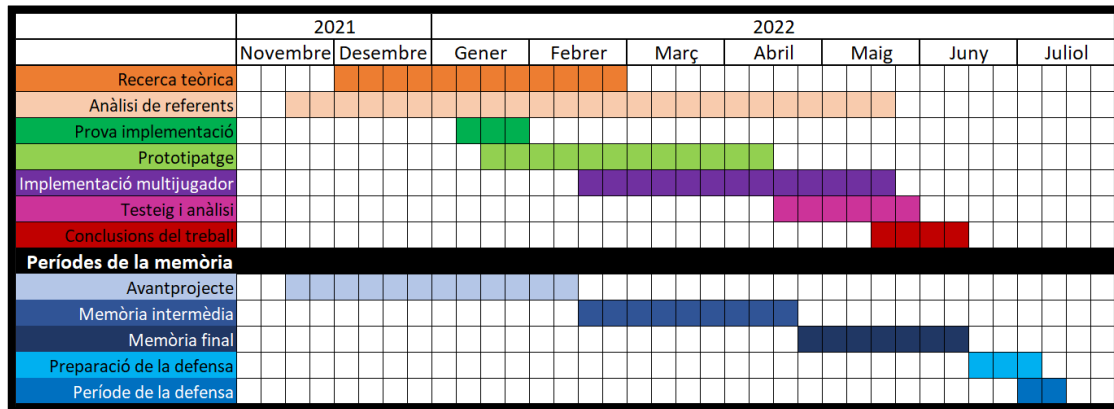 2021 2022
Novembre Desembre Gener Febrer Març Abril Maig Juny Juliol
Recerca teòrica
Anàlisi de referents
Prova implementació
Prototipatge
Implementació multijugador
Testeig i anàlisi
Conclusions del treball
Períodes de la memòria
Avantprojecte
Memòria intermèdia
Memòria final
Preparació de la defensa
Període de la defensa